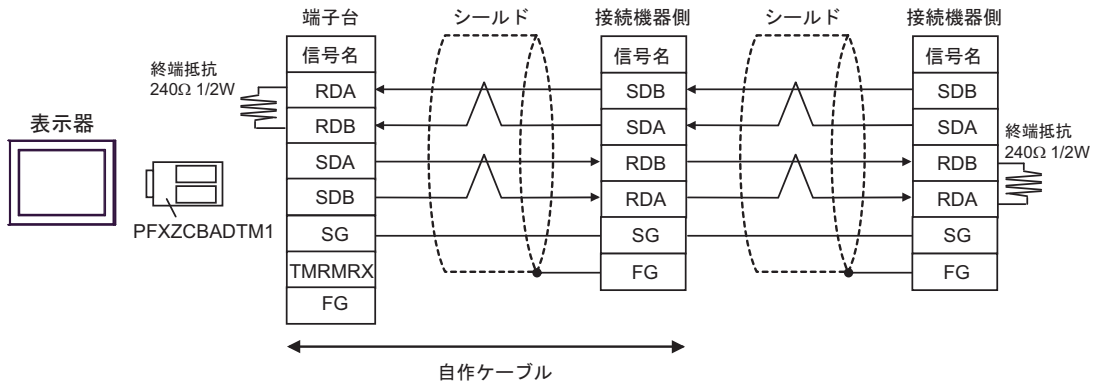 端子台
シールド
接続機器側
シールド
接続機器側
信号名
信号名
信号名
終端抵抗
240Ω 1/2W
RDA
SDB
SDB
表示器
RDB
SDA
SDA
終端抵抗
240Ω 1/2W
SDA
RDB
RDB
SDB
RDA
RDA
PFXZCBADTM1
SG
SG
SG
TMRMRX
FG
FG
FG
自作ケーブル